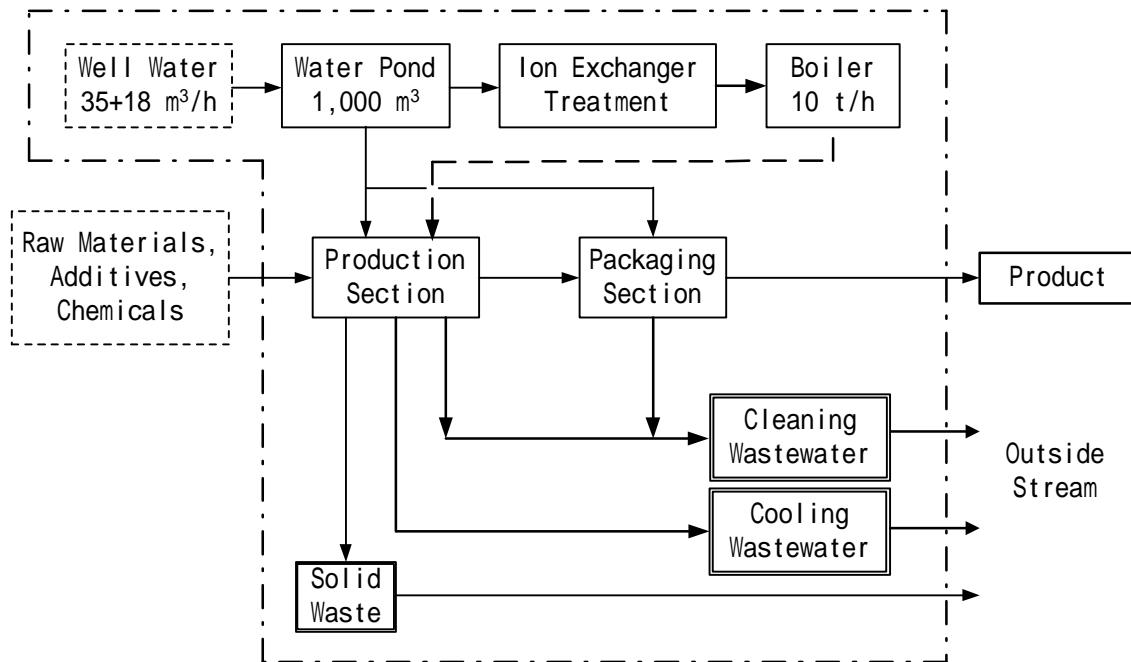 Well Water
35+18 m³/h
Water Pond
1,000 m³
Ion Exchanger
Treatment
Boiler
10 t/h
Raw Materials,
Additives,
Chemicals
Production
Section
Packaging
Section
Product
Cleaning
Wastewater
Outside
Stream
Cooling
Wastewater
Solid
Waste